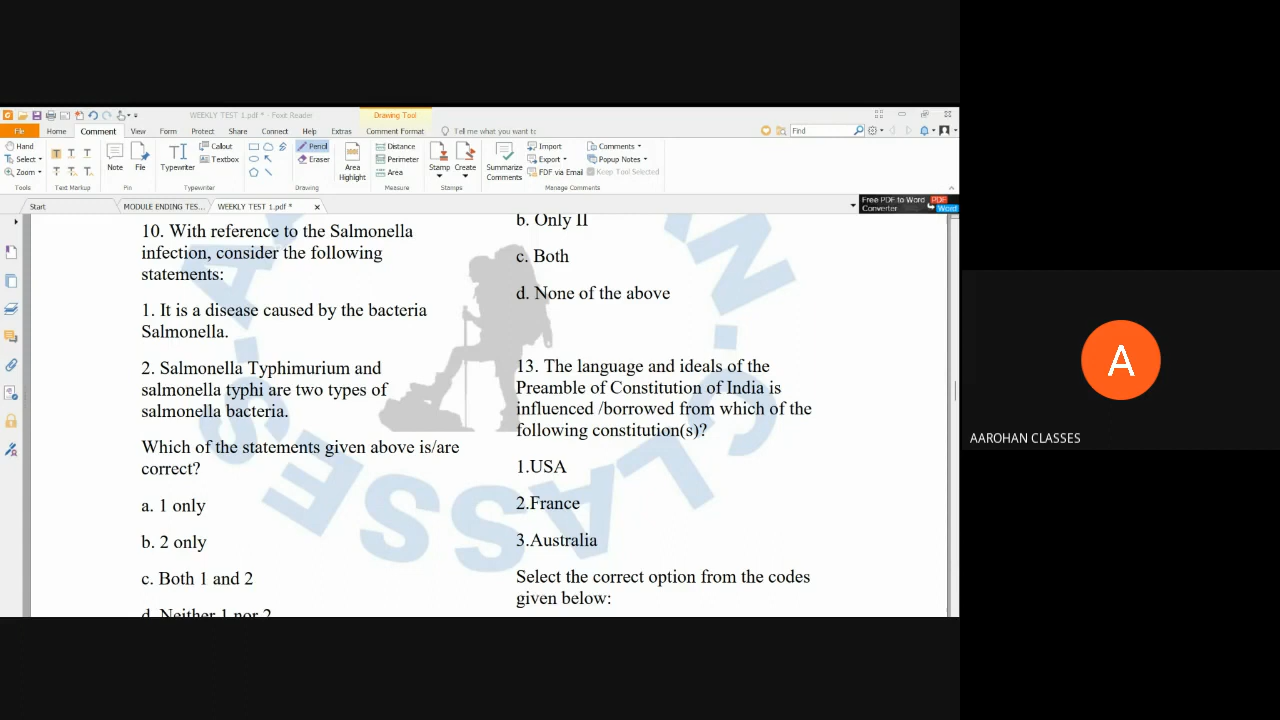 WEEKLY TEST 1.pdf * - Foxit Reader
Drawing Tool
File
Home
Comment
View
Form
Protect
Share
Connect
Help
Extras
Comment Format
Tell me what you want tc
Find
Hand
Select
Zoom
Tools
Text Markup
Note
File
Pin
Typewriter
Callout
Textbox
Typewriter
Pencil
Eraser
Drawing
Area
Highlight
Distance
Perimeter
Area
Measure
Stamp
Create
Stamps
Summarize
Comments
Import
Export
FDF via Email
Comments
Popup Notes
Keep Tool Selected
Manage Comments
Start
MODULE ENDING TES...
WEEKLY TEST 1.pdf *
Free PDF to Word
Converter
PDF
Word
10. With reference to the Salmonella
infection, consider the following
statements:
1. It is a disease caused by the bacteria
Salmonella.
2. Salmonella Typhimurium and
salmonella typhi are two types of
salmonella bacteria.
Which of the statements given above is/are
correct?
a. 1 only
b. 2 only
c. Both 1 and 2
d. Neither 1 nor 2
b. Only II
c. Both
d. None of the above
13. The language and ideals of the
Preamble of Constitution of India is
influenced /borrowed from which of the
following constitution(s)?
1.USA
2.France
3.Australia
Select the correct option from the codes
given below:
A
AAROHAN CLASSES